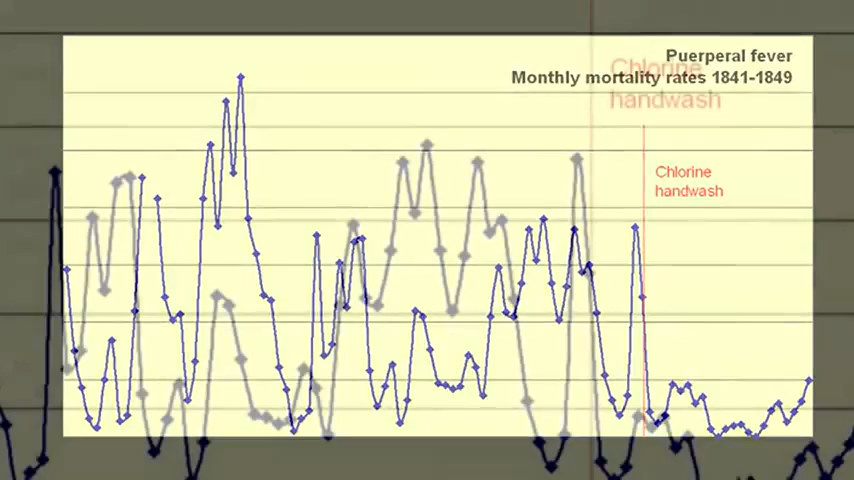 Puerperal fever
Monthly mortality rates 1841-1849
Chlorine
handwash
Chlorine
handwash